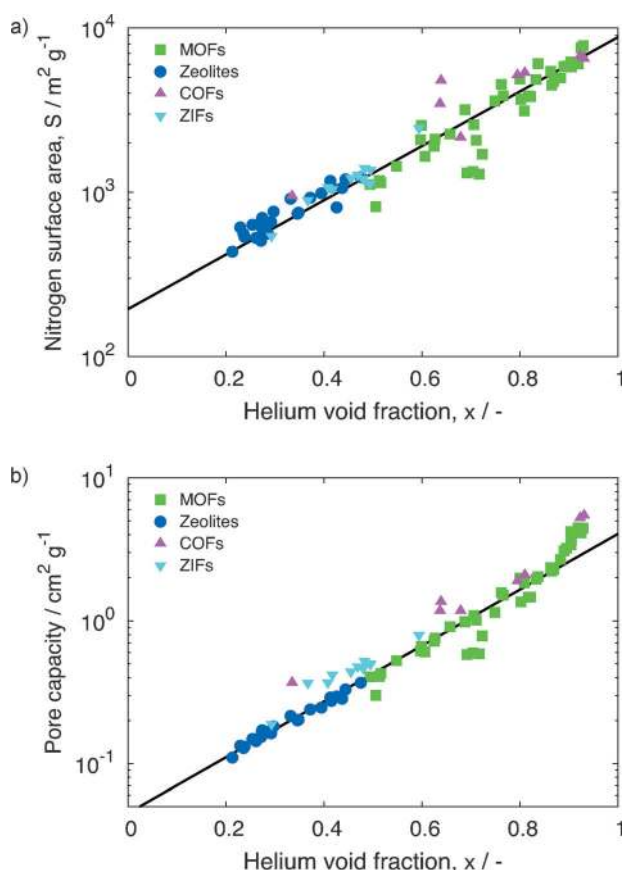 a)
Nitrogen surface area, S / m² g⁻¹
10⁴
10³
10²
MOFs
Zeolites
COFs
ZIFs
0 0.2 0.4 0.6 0.8 1
Helium void fraction, x / -
b)
Pore capacity / cm² g⁻¹
10¹
10⁰
10⁻¹
MOFs
Zeolites
COFs
ZIFs
0 0.2 0.4 0.6 0.8 1
Helium void fraction, x / -